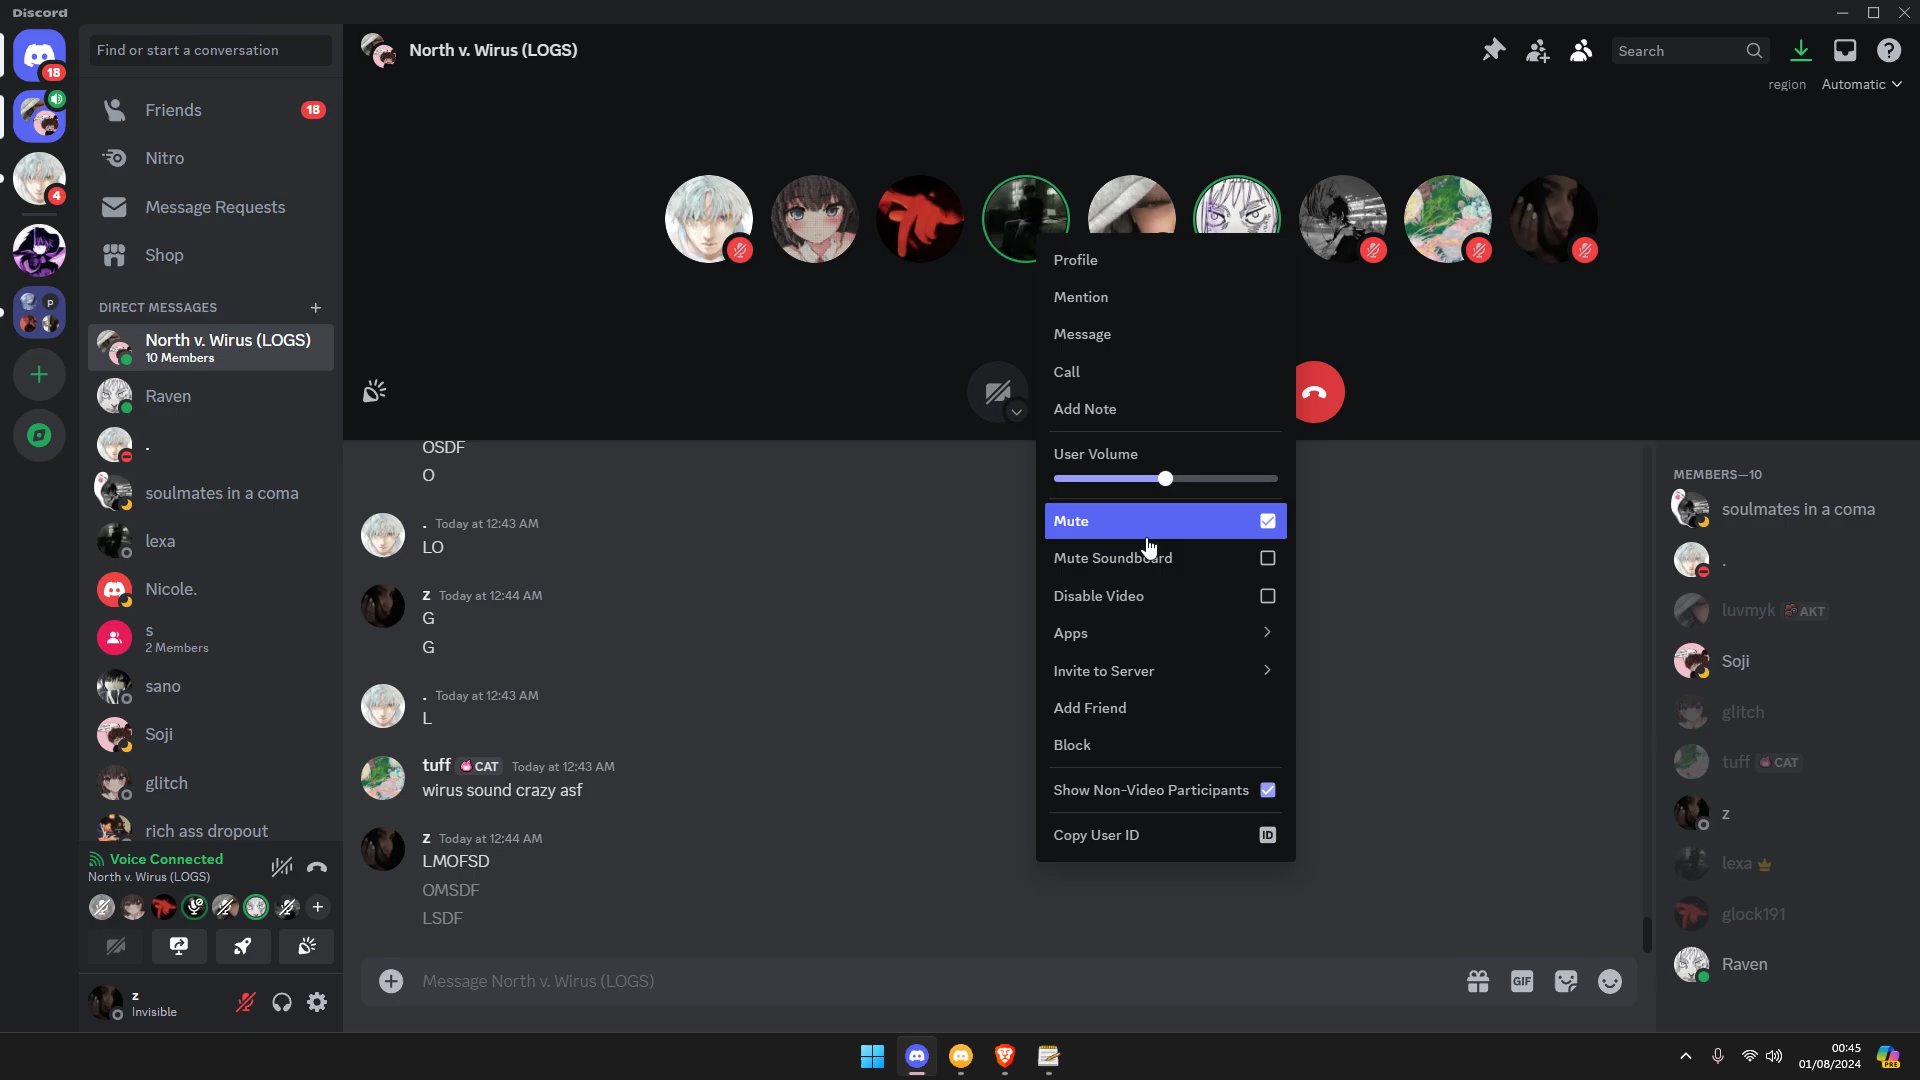 Discord
Find or start a conversation
18
Friends
18
Nitro
4
Message Requests
Shop
DIRECT MESSAGES
p
North v. Wirus (LOGS)
10 Members
Raven
.
soulmates in a coma
lexa
Nicole.
s
2 Members
sano
Soji
glitch
rich ass dropout
Voice Connected
North v. Wirus (LOGS)
z
Invisible
North v. Wirus (LOGS)
Search
region
Automatic
OSDF
O
. Today at 12:43 AM
LO
z Today at 12:44 AM
G
G
. Today at 12:43 AM
L
tuff CAT Today at 12:43 AM
wirus sound crazy asf
z Today at 12:44 AM
LMOFSD
OMSDF
LSDF
Message North v. Wirus (LOGS)
GIF
Profile
Mention
Message
Call
Add Note
User Volume
Mute
Mute Soundboard
Disable Video
Apps
Invite to Server
Add Friend
Block
Show Non-Video Participants
Copy User ID
ID
MEMBERS—10
soulmates in a coma
.
luvmyk AKT
Soji
glitch
tuff CAT
z
lexa
glock191
Raven
00:45
01/08/2024
PRE